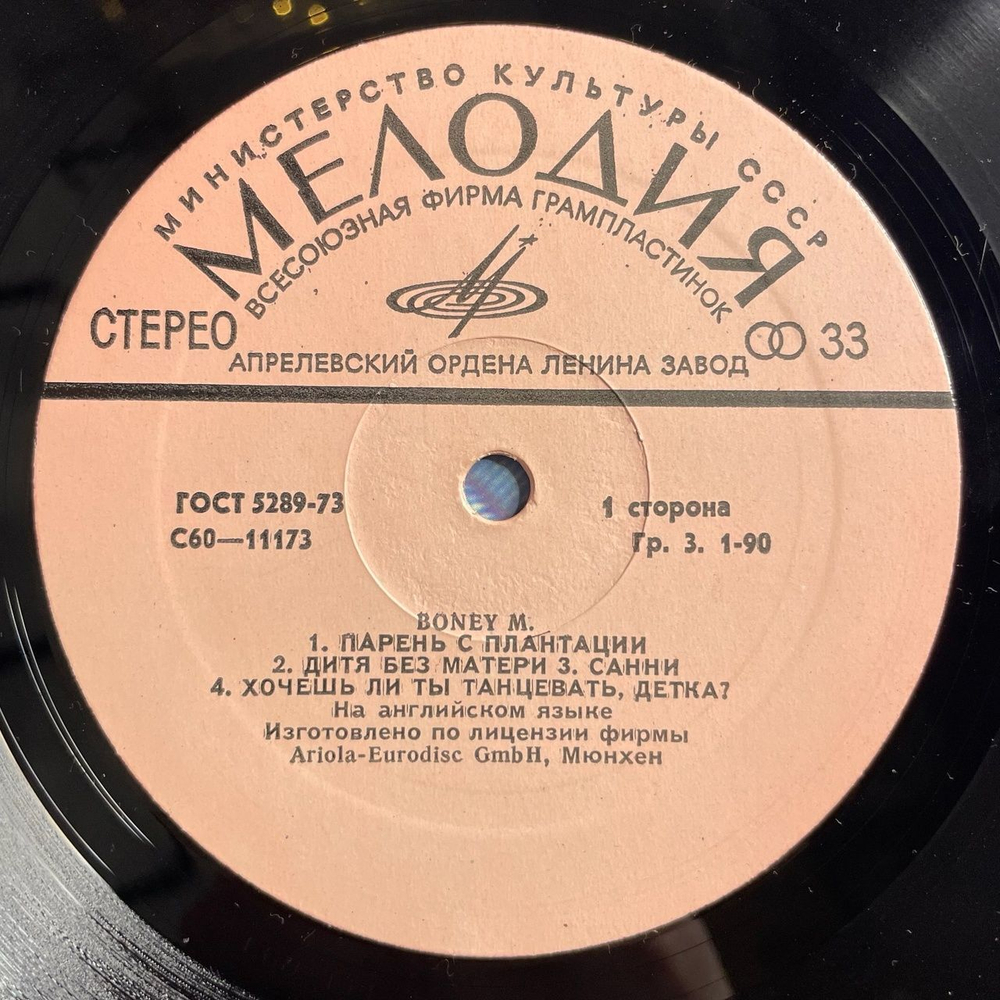 МИНИСТЕРСТВО КУЛЬТУРЫ СССР
МЕЛОДИЯ
ВСЕСОЮЗНАЯ ФИРМА ГРАМПЛАСТИНОК
СТЕРЕО
33
АПРЕЛЕВСКИЙ ОРДЕНА ЛЕНИНА ЗАВОД
ГОСТ 5289-73
1 сторона
С60—11173
Гр. 3. 1-90
BONEY M.
1. ПАРЕНЬ С ПЛАНТАЦИИ
2. ДИТЯ БЕЗ МАТЕРИ 3. САННИ
4. ХОЧЕШЬ ЛИ ТЫ ТАНЦЕВАТЬ, ДЕТКА?
На английском языке
Изготовлено по лицензии фирмы
Ariola-Eurodisc GmbH, Мюнхен